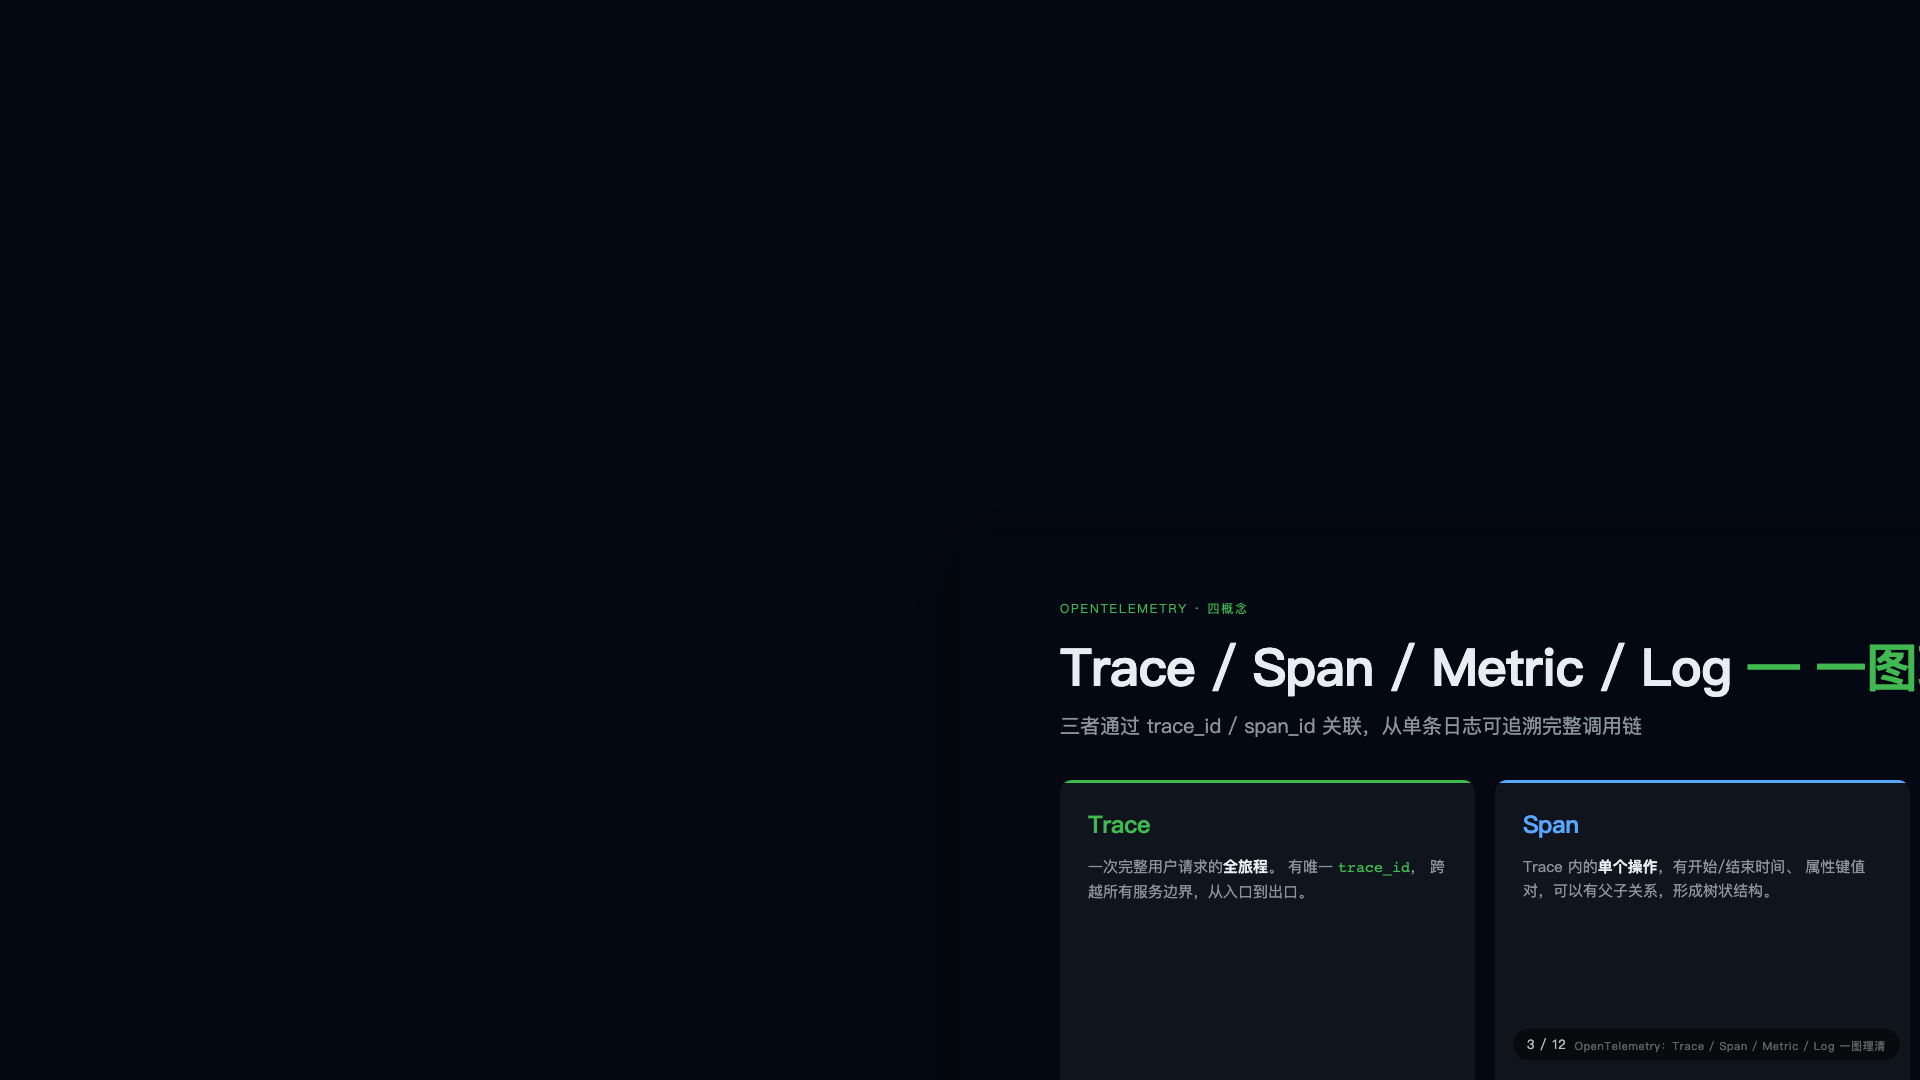 OPENTELEMETRY · 四概念
Trace / Span / Metric / Log — 一图
三者通过 trace_id / span_id 关联，从单条日志可追溯完整调用链
Trace
一次完整用户请求的全旅程。 有唯一 trace_id， 跨
越所有服务边界，从入口到出口。
Span
Trace 内的单个操作，有开始/结束时间、 属性键值
对，可以有父子关系，形成树状结构。
3 / 12 OpenTelemetry：Trace / Span / Metric / Log 一图理清